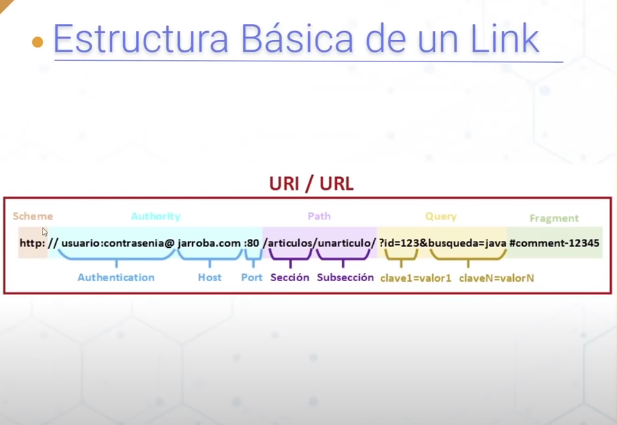 • Estructura Básica de un Link
URI / URL
Scheme Authority Path Query Fragment
http: // usuario:contrasenia@ jarroba.com :80 /articulos/unarticulo/ ?id=123&busqueda=java #comment-12345
Authentication Host Port Sección Subsección clave1=valor1 claveN=valorN